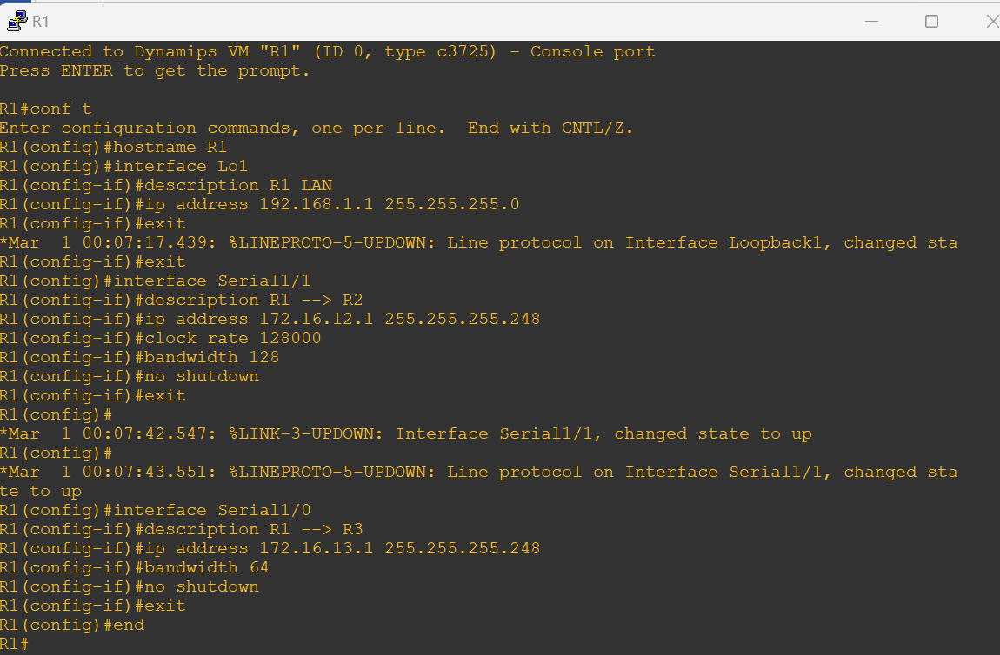 R1
Connected to Dynamips VM "R1" (ID 0, type c3725) - Console port
Press ENTER to get the prompt.
R1#conf t
Enter configuration commands, one per line.  End with CNTL/Z.
R1(config)#hostname R1
R1(config)#interface Lo1
R1(config-if)#description R1 LAN
R1(config-if)#ip address 192.168.1.1 255.255.255.0
R1(config-if)#exit
*Mar  1 00:07:17.439: %LINEPROTO-5-UPDOWN: Line protocol on Interface Loopback1, changed sta
R1(config-if)#exit
R1(config)#interface Serial1/1
R1(config-if)#description R1 --> R2
R1(config-if)#ip address 172.16.12.1 255.255.255.248
R1(config-if)#clock rate 128000
R1(config-if)#bandwidth 128
R1(config-if)#no shutdown
R1(config-if)#exit
R1(config)#
*Mar  1 00:07:42.547: %LINK-3-UPDOWN: Interface Serial1/1, changed state to up
R1(config)#
*Mar  1 00:07:43.551: %LINEPROTO-5-UPDOWN: Line protocol on Interface Serial1/1, changed sta
te to up
R1(config)#interface Serial1/0
R1(config-if)#description R1 --> R3
R1(config-if)#ip address 172.16.13.1 255.255.255.248
R1(config-if)#bandwidth 64
R1(config-if)#no shutdown
R1(config-if)#exit
R1(config)#end
R1#